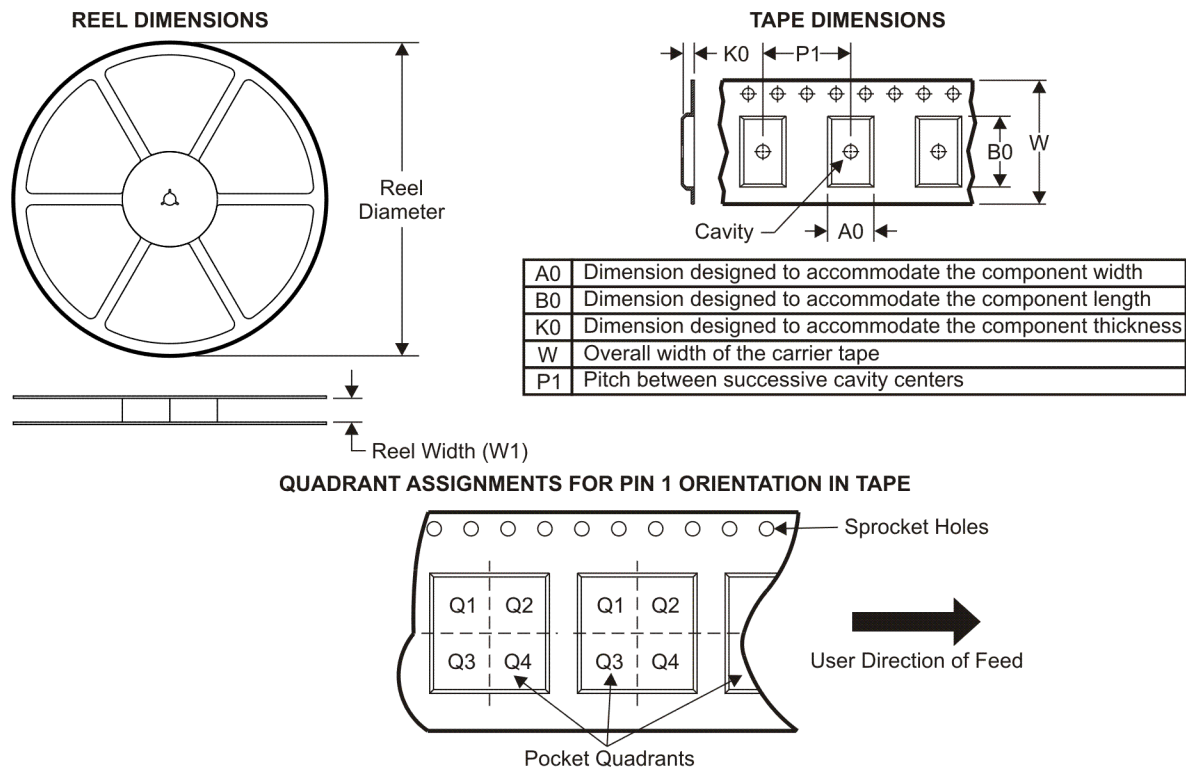 REEL DIMENSIONS
TAPE DIMENSIONS
K0
P1
Reel
Diameter
B0
W
Cavity
A0
A0 Dimension designed to accommodate the component width
B0 Dimension designed to accommodate the component length
K0 Dimension designed to accommodate the component thickness
W Overall width of the carrier tape
P1 Pitch between successive cavity centers
Reel Width (W1)
QUADRANT ASSIGNMENTS FOR PIN 1 ORIENTATION IN TAPE
Sprocket Holes
Q1 Q2 Q1 Q2
Q3 Q4 Q3 Q4
User Direction of Feed
Pocket Quadrants